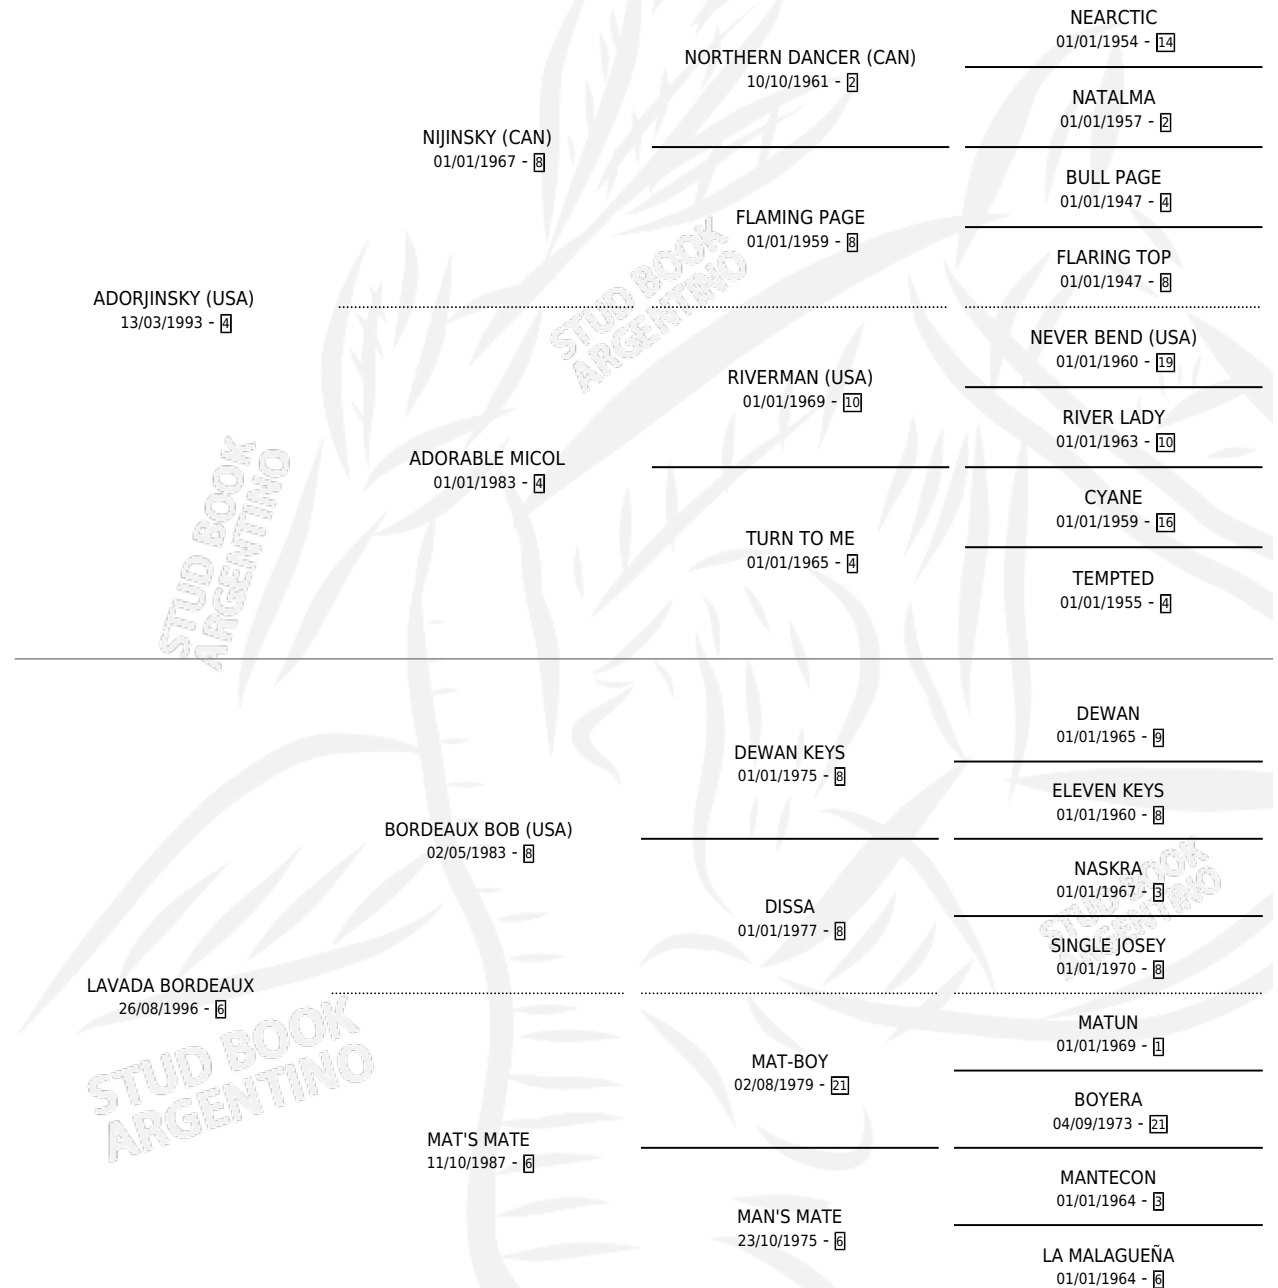 NEARCTIC
01/01/1954 - 14
NORTHERN DANCER (CAN)
10/10/1961 - 2
NATALMA
01/01/1957 - 2
NIJINSKY (CAN)
01/01/1967 - 8
BULL PAGE
01/01/1947 - 4
FLAMING PAGE
01/01/1959 - 8
FLARING TOP
01/01/1947 - 8
ADORJINSKY (USA)
13/03/1993 - 4
NEVER BEND (USA)
01/01/1960 - 19
RIVERMAN (USA)
01/01/1969 - 10
RIVER LADY
01/01/1963 - 10
ADORABLE MICOL
01/01/1983 - 4
CYANE
01/01/1959 - 16
TURN TO ME
01/01/1965 - 4
TEMPTED
01/01/1955 - 4
STUD BOOK
ARGENTINO
STUD BOOK
ARGENTINO
DEWAN
01/01/1965 - 9
DEWAN KEYS
01/01/1975 - 8
ELEVEN KEYS
01/01/1960 - 8
BORDEAUX BOB (USA)
02/05/1983 - 8
NASKRA
01/01/1967 - 3
DISSA
01/01/1977 - 8
SINGLE JOSEY
01/01/1970 - 8
LAVADA BORDEAUX
26/08/1996 - 6
MATUN
01/01/1969 - 1
MAT-BOY
02/08/1979 - 21
BOYERA
04/09/1973 - 21
MAT'S MATE
11/10/1987 - 6
MANTECON
01/01/1964 - 3
MAN'S MATE
23/10/1975 - 6
LA MALAGUEÑA
01/01/1964 - 6
STUD BOOK
ARGENTINO
STUD BOOK
ARGENTINO